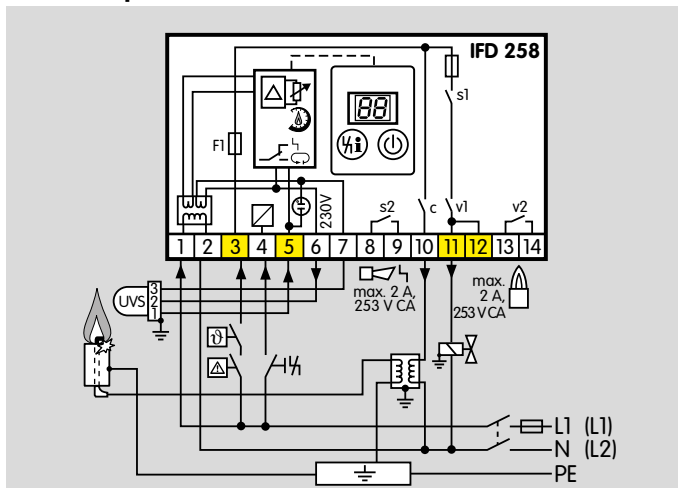 IFD 258
s1
88
i
F1
230V
s2
c
v1
v2
1 2 3 4 5 6 7 8 9 10 11 12 13 14
max. 2 A,
253 V CA
max.
2 A,
253 V CA
UVS
3
2
1
ϑ
L1 (L1)
N (L2)
PE